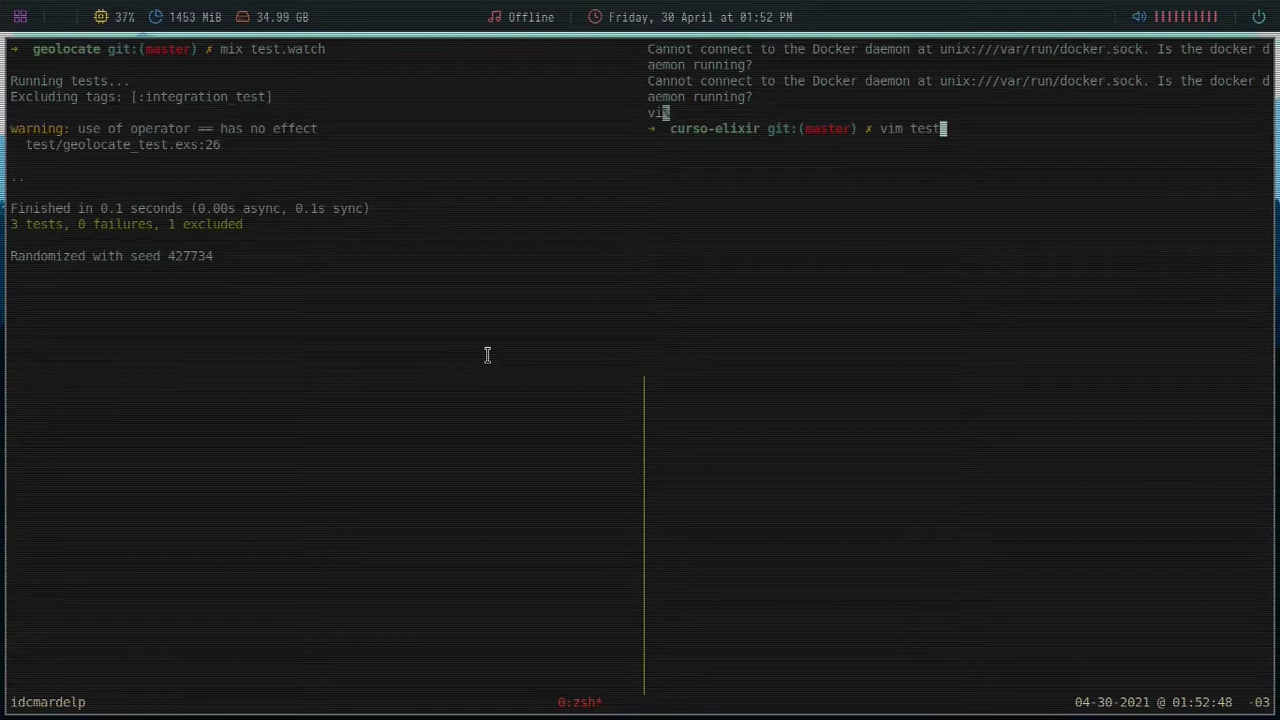 37% 1453 MiB 34.99 GB Offline Friday, 30 April at 01:52 PM
→ geolocate git:(master) ✗ mix test.watch
Running tests...
Excluding tags: [:integration_test]
warning: use of operator == has no effect
test/geolocate_test.exs:26
..
Finished in 0.1 seconds (0.00s async, 0.1s sync)
3 tests, 0 failures, 1 excluded
Randomized with seed 427734
Cannot connect to the Docker daemon at unix:///var/run/docker.sock. Is the docker d
aemon running?
Cannot connect to the Docker daemon at unix:///var/run/docker.sock. Is the docker d
aemon running?
vi%
→ curso-elixir git:(master) ✗ vim test
idcmardelp 0:zsh* 04-30-2021 @ 01:52:48 -03